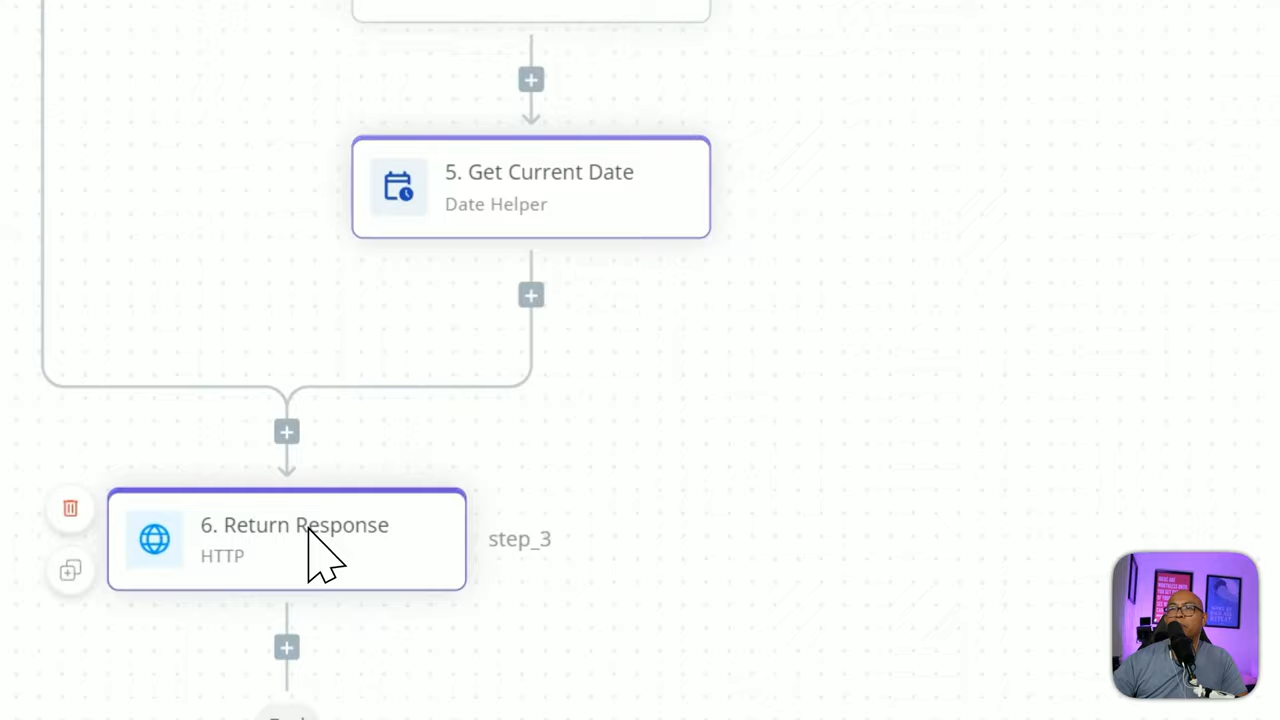 5. Get Current Date
Date Helper
6. Return Response
HTTP
step_3